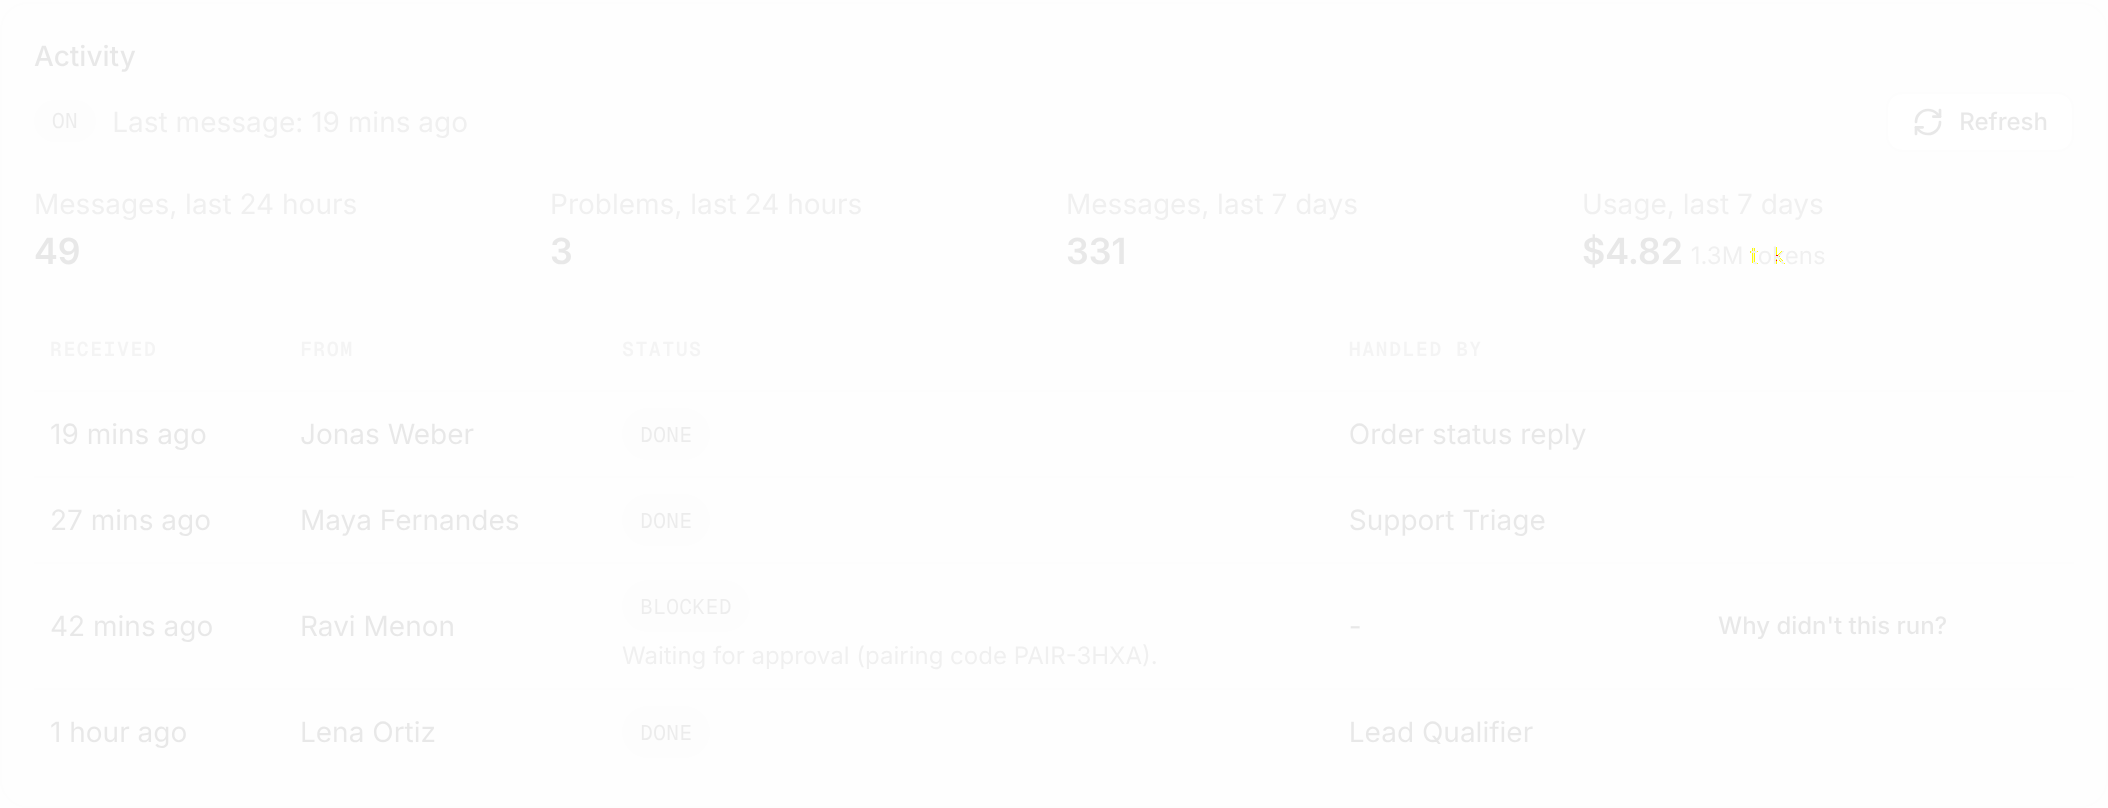 Activity
ON Last message: 19 mins ago Refresh
Messages, last 24 hours Problems, last 24 hours Messages, last 7 days Usage, last 7 days
49 3 331 $4.82 1.3M tokens
RECEIVED FROM STATUS HANDLED BY
19 mins ago Jonas Weber DONE Order status reply
27 mins ago Maya Fernandes DONE Support Triage
42 mins ago Ravi Menon BLOCKED - Why didn't this run?
Waiting for approval (pairing code PAIR-3HXA).
1 hour ago Lena Ortiz DONE Lead Qualifier